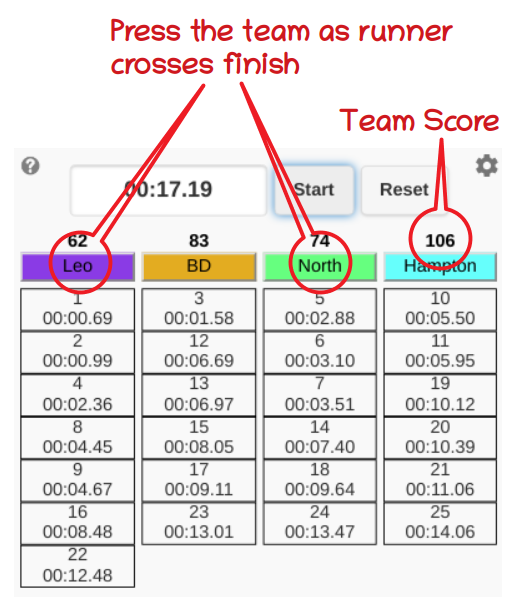 Press the team as runner
crosses finish
Team Score
?
00:17.19 Start Reset
62 83 74 106
Leo BD North Hampton
1 3 5 10
00:00.69 00:01.58 00:02.88 00:05.50
2 12 6 11
00:00.99 00:06.69 00:03.10 00:05.95
4 13 7 19
00:02.36 00:06.97 00:03.51 00:10.12
8 15 14 20
00:04.45 00:08.05 00:07.40 00:10.39
9 17 18 21
00:04.67 00:09.11 00:09.64 00:11.06
16 23 24 25
00:08.48 00:13.01 00:13.47 00:14.06
22
00:12.48